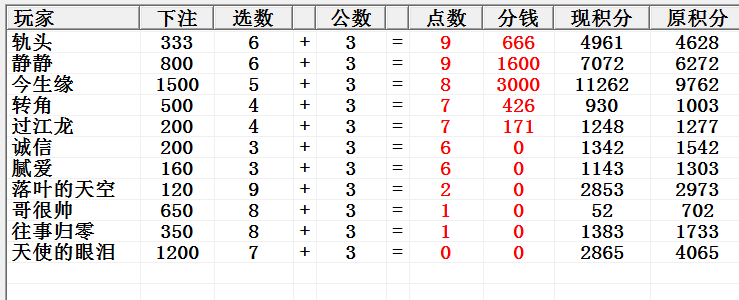 玩家 下注 选数 公数 点数 分钱 现积分 原积分
轨头 333 6 + 3 = 9 666 4961 4628
静静 800 6 + 3 = 9 1600 7072 6272
今生缘 1500 5 + 3 = 8 3000 11262 9762
转角 500 4 + 3 = 7 426 930 1003
过江龙 200 4 + 3 = 7 171 1248 1277
诚信 200 3 + 3 = 6 0 1342 1542
腻爱 160 3 + 3 = 6 0 1143 1303
落叶的天空 120 9 + 3 = 2 0 2853 2973
哥很帅 650 8 + 3 = 1 0 52 702
往事归零 350 8 + 3 = 1 0 1383 1733
天使的眼泪 1200 7 + 3 = 0 0 2865 4065